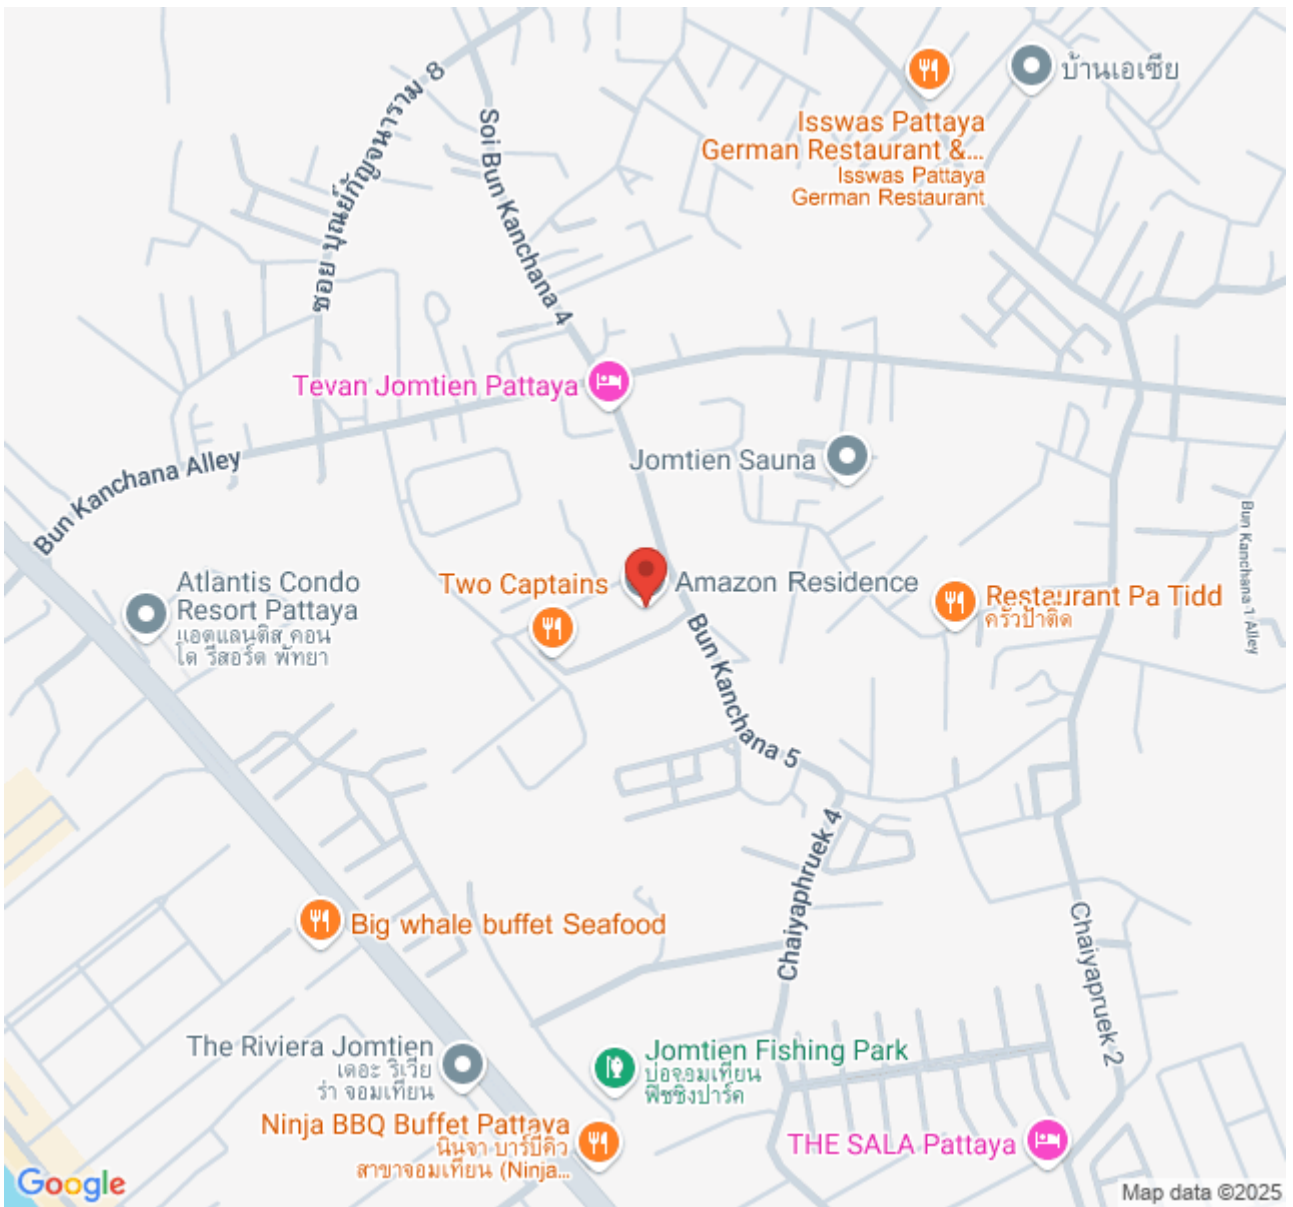 ซอย บุณย์กัญจนาราม 8
Soi Bun Kanchana 4
บ้านเอเซีย
Isswas Pattaya
German Restaurant &...
Isswas Pattaya
German Restaurant
Tevan Jomtien Pattaya
Bun Kanchana Alley
Jomtien Sauna
Bun Kanchana 1 Alley
Atlantis Condo
Resort Pattaya
แอตแลนติส คอน
โด รีสอร์ต พัทยา
Two Captains
Amazon Residence
Restaurant Pa Tidd
ครัวป้าติ๊ด
Bun Kanchana 5
Chaiyaphruek 4
Big whale buffet Seafood
Chaiyapruek 2
The Riviera Jomtien
เดอะ ริเวีย
ร่า จอมเทียน
Jomtien Fishing Park
บ่อจอมเทียน
ฟิชชิ่งปาร์ค
Ninja BBQ Buffet Pattaya
นินจา บาร์บีคิว
สาขาจอมเทียน (Ninja...
THE SALA Pattaya
Google
Map data ©2025